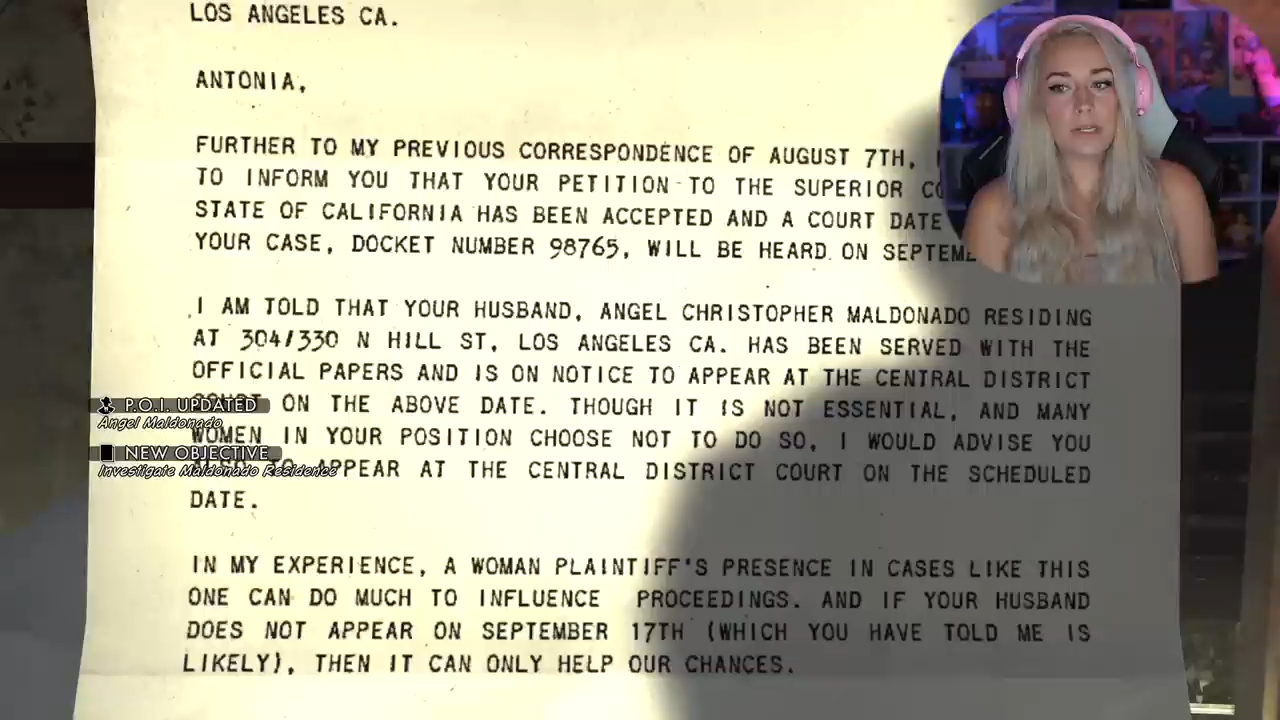 LOS ANGELES CA.
ANTONIA,
FURTHER TO MY PREVIOUS CORRESPONDENCE OF AUGUST 7TH,
TO INFORM YOU THAT YOUR PETITION TO THE SUPERIOR
STATE OF CALIFORNIA HAS BEEN ACCEPTED AND A COURT DATE
YOUR CASE, DOCKET NUMBER 98765, WILL BE HEARD ON
I AM TOLD THAT YOUR HUSBAND, ANGEL CHRISTOPHER MALDONADO RESIDING
AT 304/330 N HILL ST, LOS ANGELES CA. HAS BEEN SERVED WITH THE
OFFICIAL PAPERS AND IS ON NOTICE TO APPEAR AT THE CENTRAL DISTRICT
ON THE ABOVE DATE. THOUGH IT IS NOT ESSENTIAL, AND MANY
WOMEN IN YOUR POSITION CHOOSE NOT TO DO SO, I WOULD ADVISE YOU
APPEAR AT THE CENTRAL DISTRICT COURT ON THE SCHEDULED
DATE.
IN MY EXPERIENCE, A WOMAN PLAINTIFF'S PRESENCE IN CASES LIKE THIS
ONE CAN DO MUCH TO INFLUENCE PROCEEDINGS. AND IF YOUR HUSBAND
DOES NOT APPEAR ON SEPTEMBER 17TH (WHICH YOU HAVE TOLD ME IS
LIKELY), THEN IT CAN ONLY HELP OUR CHANCES.
P.O.I. UPDATED
Angel Maldonado
NEW OBJECTIVE
Investigate Maldonado Residence